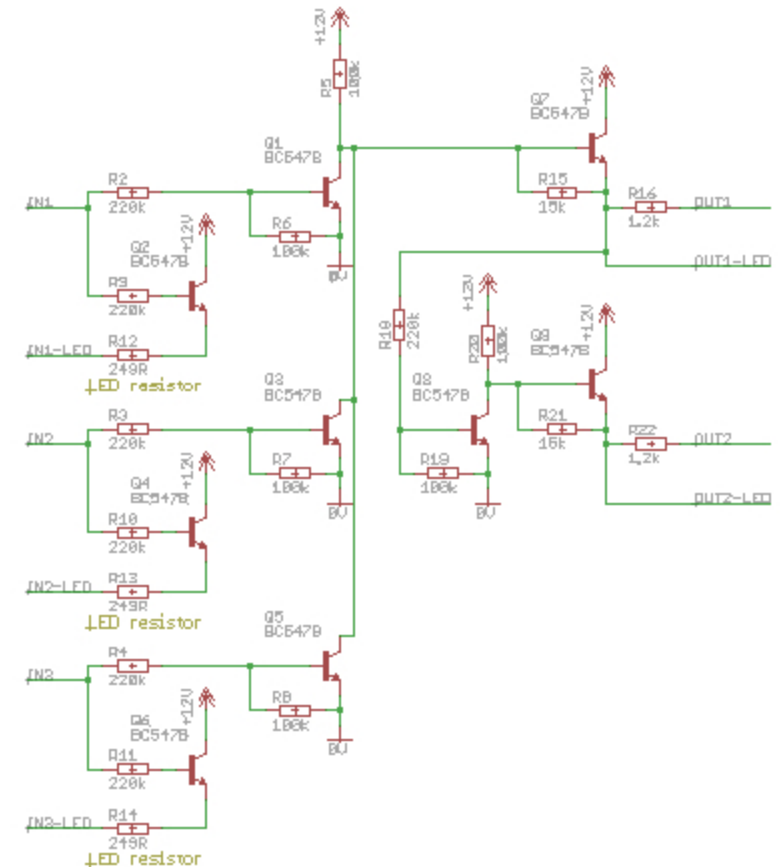 +12V
R5
Q7
+12V
BC547B
Q1
BC547B
R2
220k
R15
15k
R16
1.2k
IN1
OUT1
R6
100k
Q2
BC547B
+12V
0V
OUT1-LED
R9
220k
+12V
R18
220k
R20
Q9
BC547B
+12V
IN1-LED
R12
249R
LED resistor
Q3
BC547B
BC547B
R3
220k
R21
15k
R22
1.2k
IN2
OUT2
R7
100k
R19
100k
Q4
BC547B
+12V
0V
0V
OUT2-LED
R10
220k
IN2-LED
R13
249R
LED resistor
Q5
BC547B
R4
220k
IN3
R8
100k
Q6
BC547B
+12V
0V
R11
220k
IN3-LED
R14
249R
LED resistor